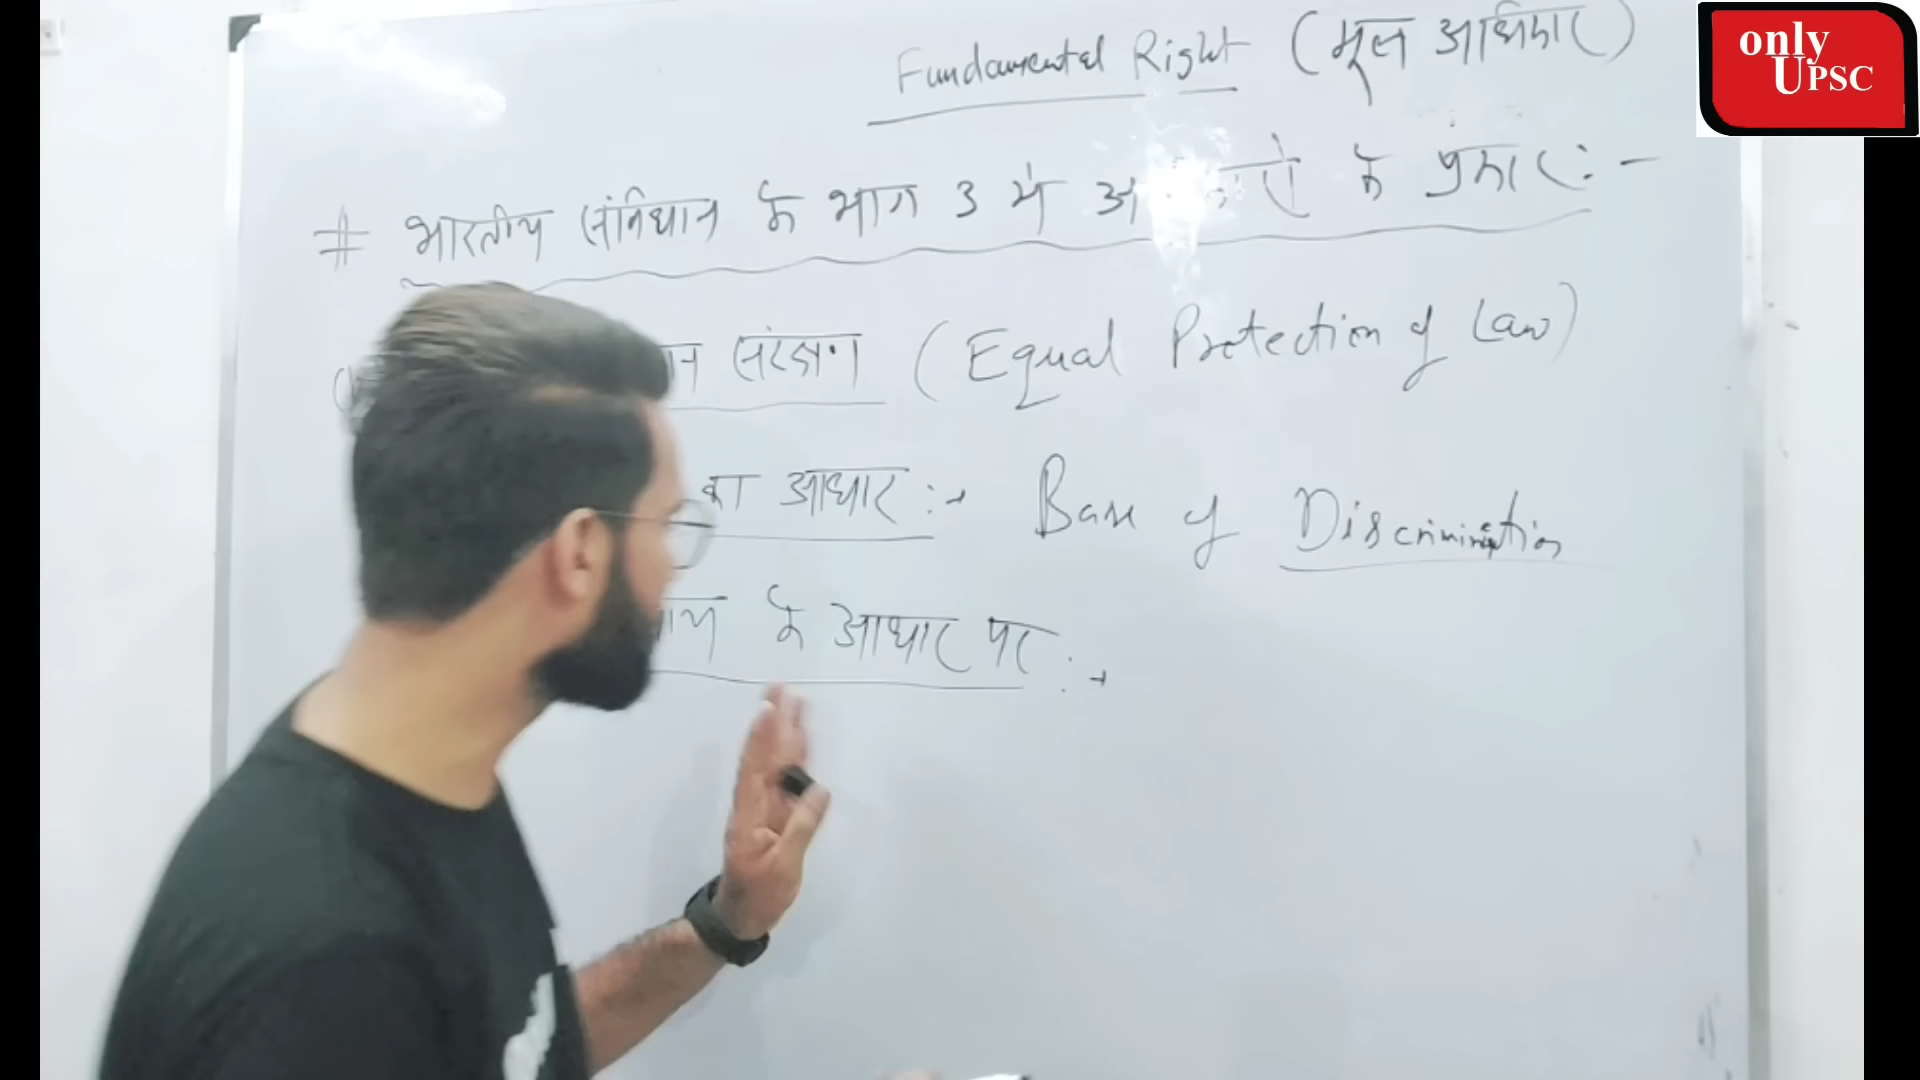 Fundamental Right (मूल अधिकार)
only
UPSC
# भारतीय संविधान के भाग 3 में के प्रकार : -
संरक्षण (Equal Protection of Law)
का आधार :→ Base of Discrimination
के आधार पर :→